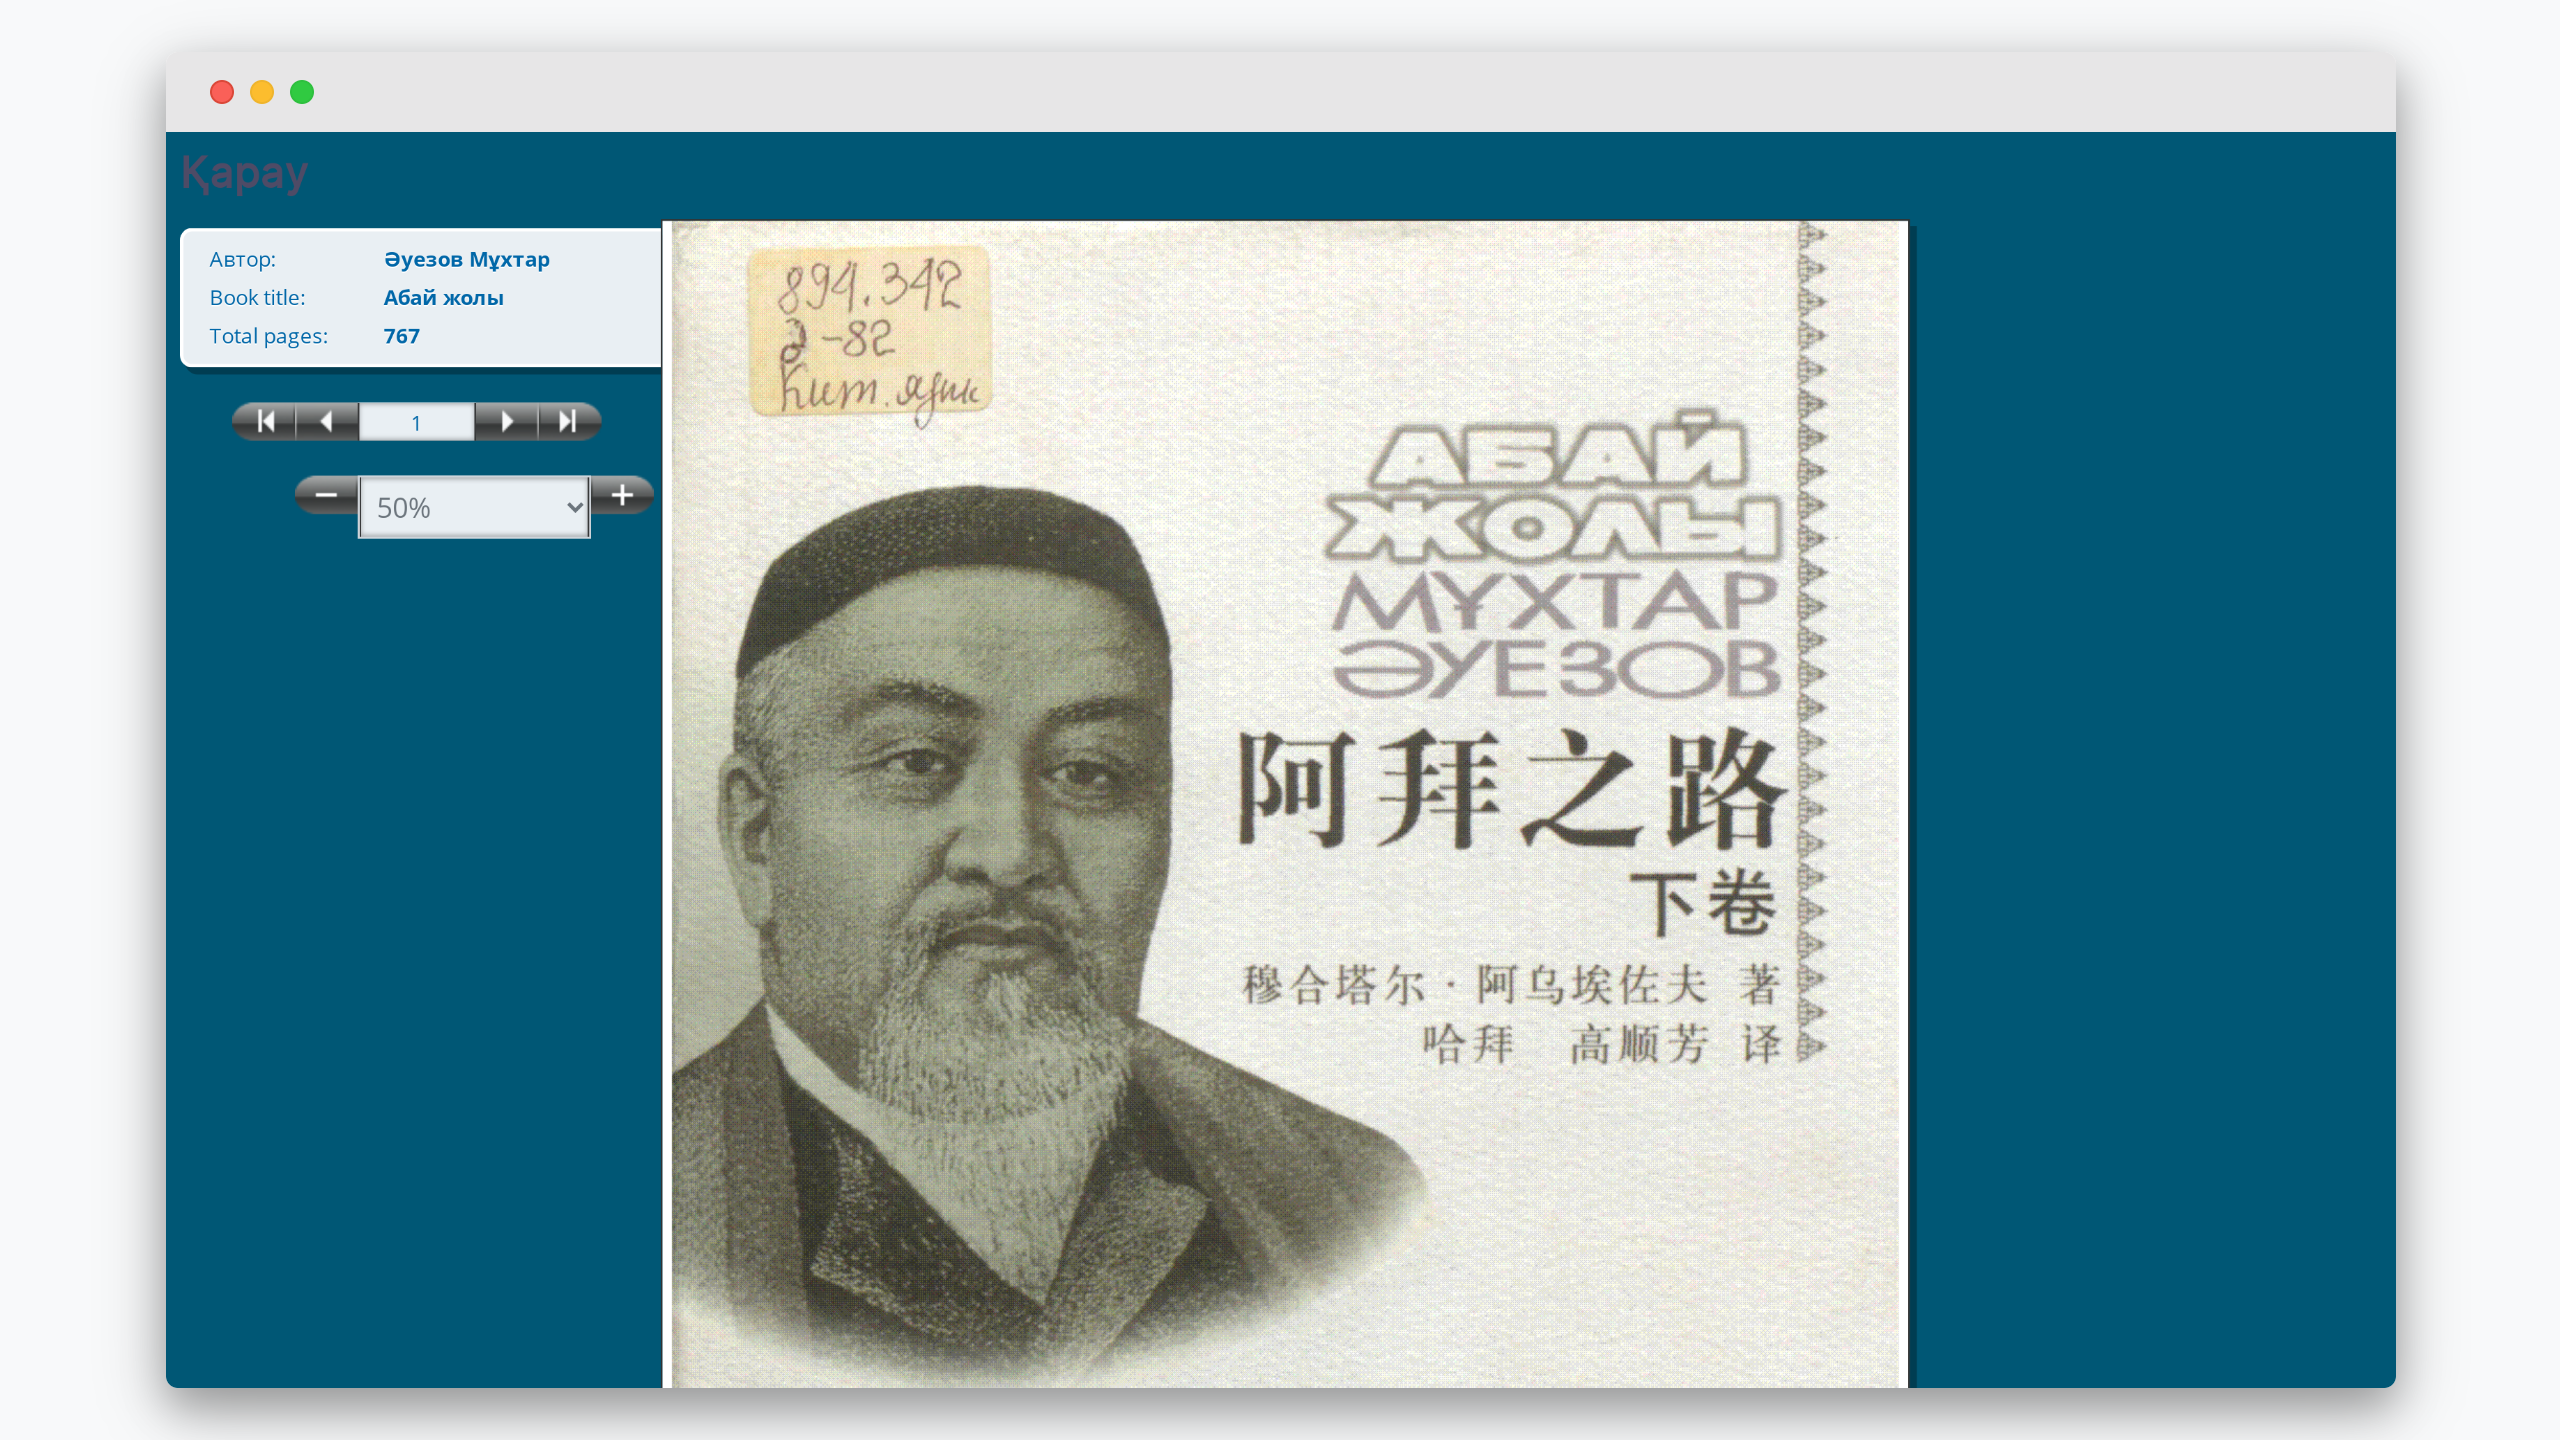 Қарау
Автор: Әуезов Мұхтар
Book title: Абай жолы
Total pages: 767
1
50%
894.342
Ә-82
Кит. язик
АБАЙ
ЖОЛЫ
МҰХТАР
ӘУЕЗОВ
阿拜之路
下卷
穆合塔尔·阿乌埃佐夫 著
哈拜 高顺芳 译